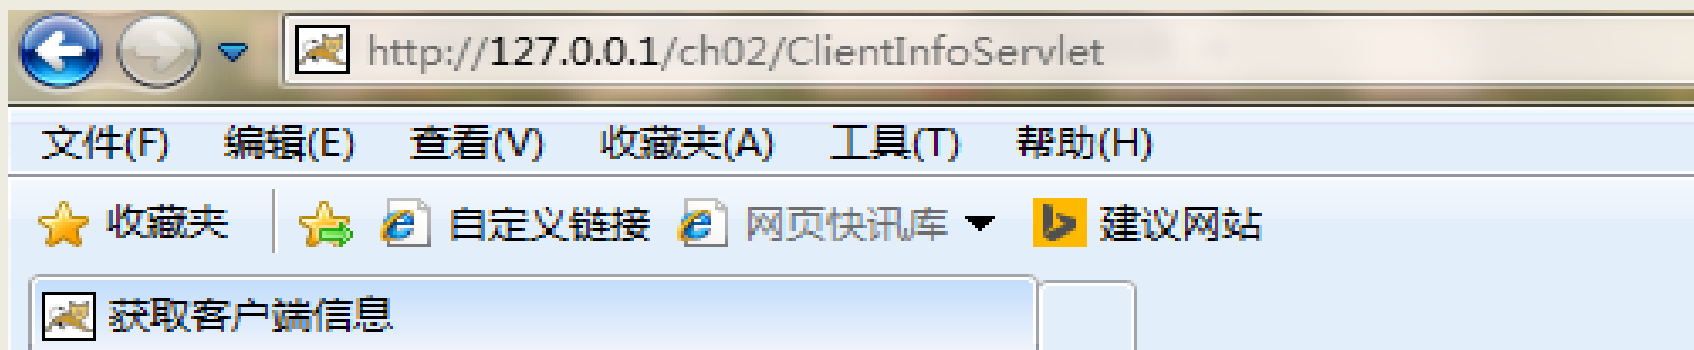 http://127.0.0.1/ch02/ClientInfoServlet
文件(F) 编辑(E) 查看(V) 收藏夹(A) 工具(T) 帮助(H)
收藏夹 自定义链接 网页快讯库 建议网站
获取客户端信息